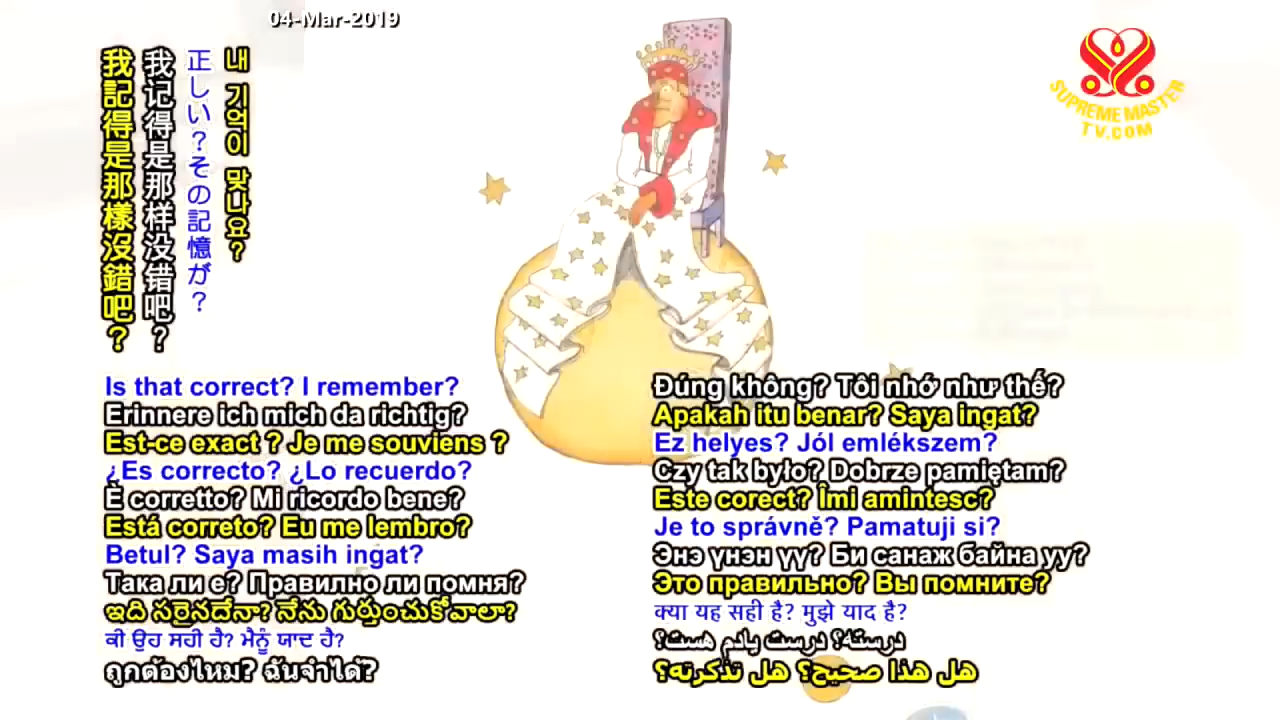 04-Mar-2019
我記得是那樣沒錯吧？
我记得是那样没错吧？
正しい？その記憶が？
내 기억이 맞나요?
SUPREME MASTER
TV.COM
Is that correct? I remember?
Erinnere ich mich da richtig?
Est-ce exact ? Je me souviens ?
¿Es correcto? ¿Lo recuerdo?
È corretto? Mi ricordo bene?
Está correto? Eu me lembro?
Betul? Saya masih ingat?
Така ли е? Правилно ли помня?
ఇది సరైనదేనా? నేను గుర్తుంచుకోవాలా?
ਕੀ ਉਹ ਸਹੀ ਹੈ? ਮੈਨੂੰ ਯਾਦ ਹੈ?
ถูกต้องไหม? ฉันจำได้?
Đúng không? Tôi nhớ như thế?
Apakah itu benar? Saya ingat?
Ez helyes? Jól emlékszem?
Czy tak było? Dobrze pamiętam?
Este corect? Îmi amintesc?
Je to správně? Pamatuji si?
Энэ үнэн үү? Би санаж байна уу?
Это правильно? Вы помните?
क्या यह सही है? मुझे याद है?
درسته؟ درست یادم هست؟
هل هذا صحيح؟ هل تذكرته؟